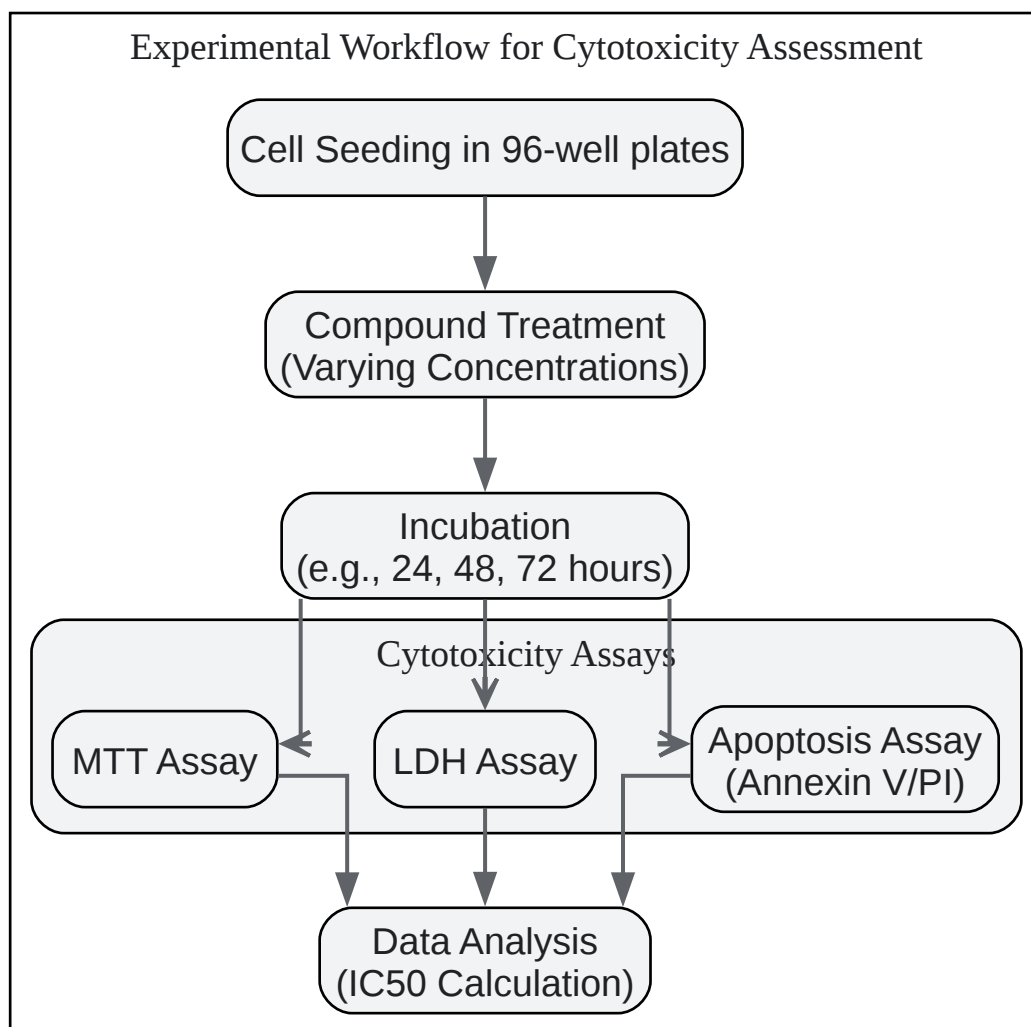 Experimental Workflow for Cytotoxicity Assessment
Cell Seeding in 96-well plates
Compound Treatment
(Varying Concentrations)
Incubation
(e.g., 24, 48, 72 hours)
Cytotoxicity Assays
MTT Assay
LDH Assay
Apoptosis Assay
(Annexin V/PI)
Data Analysis
(IC50 Calculation)